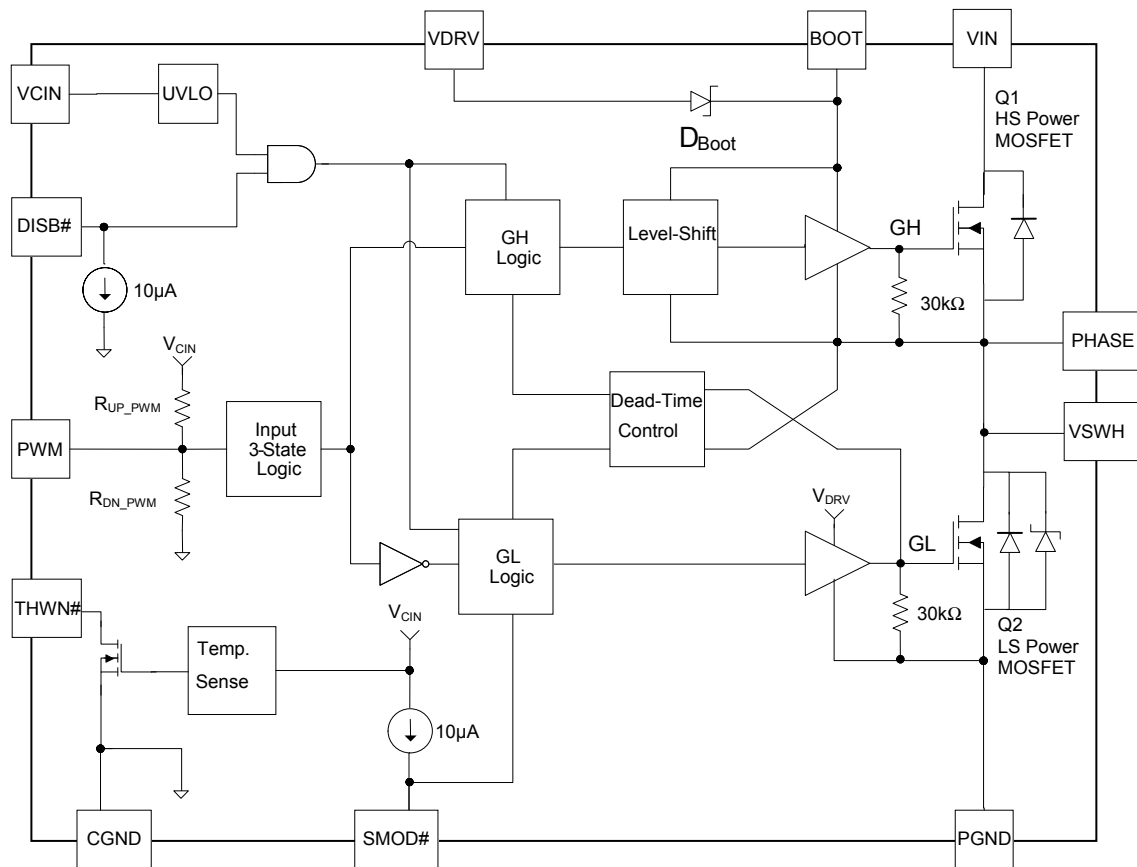 VDRV
BOOT
VIN
VCIN
UVLO
Q1
HS Power
MOSFET
DBoot
DISB#
GH
Logic
Level-Shift
GH
10µA
30kΩ
VCIN
PHASE
RUP_PWM
Dead-Time
Control
PWM
Input
3-State
Logic
VSWH
RDN_PWM
VDRV
GL
Logic
GL
THWN#
VCIN
30kΩ
Temp.
Sense
Q2
LS Power
MOSFET
10µA
CGND
SMOD#
PGND